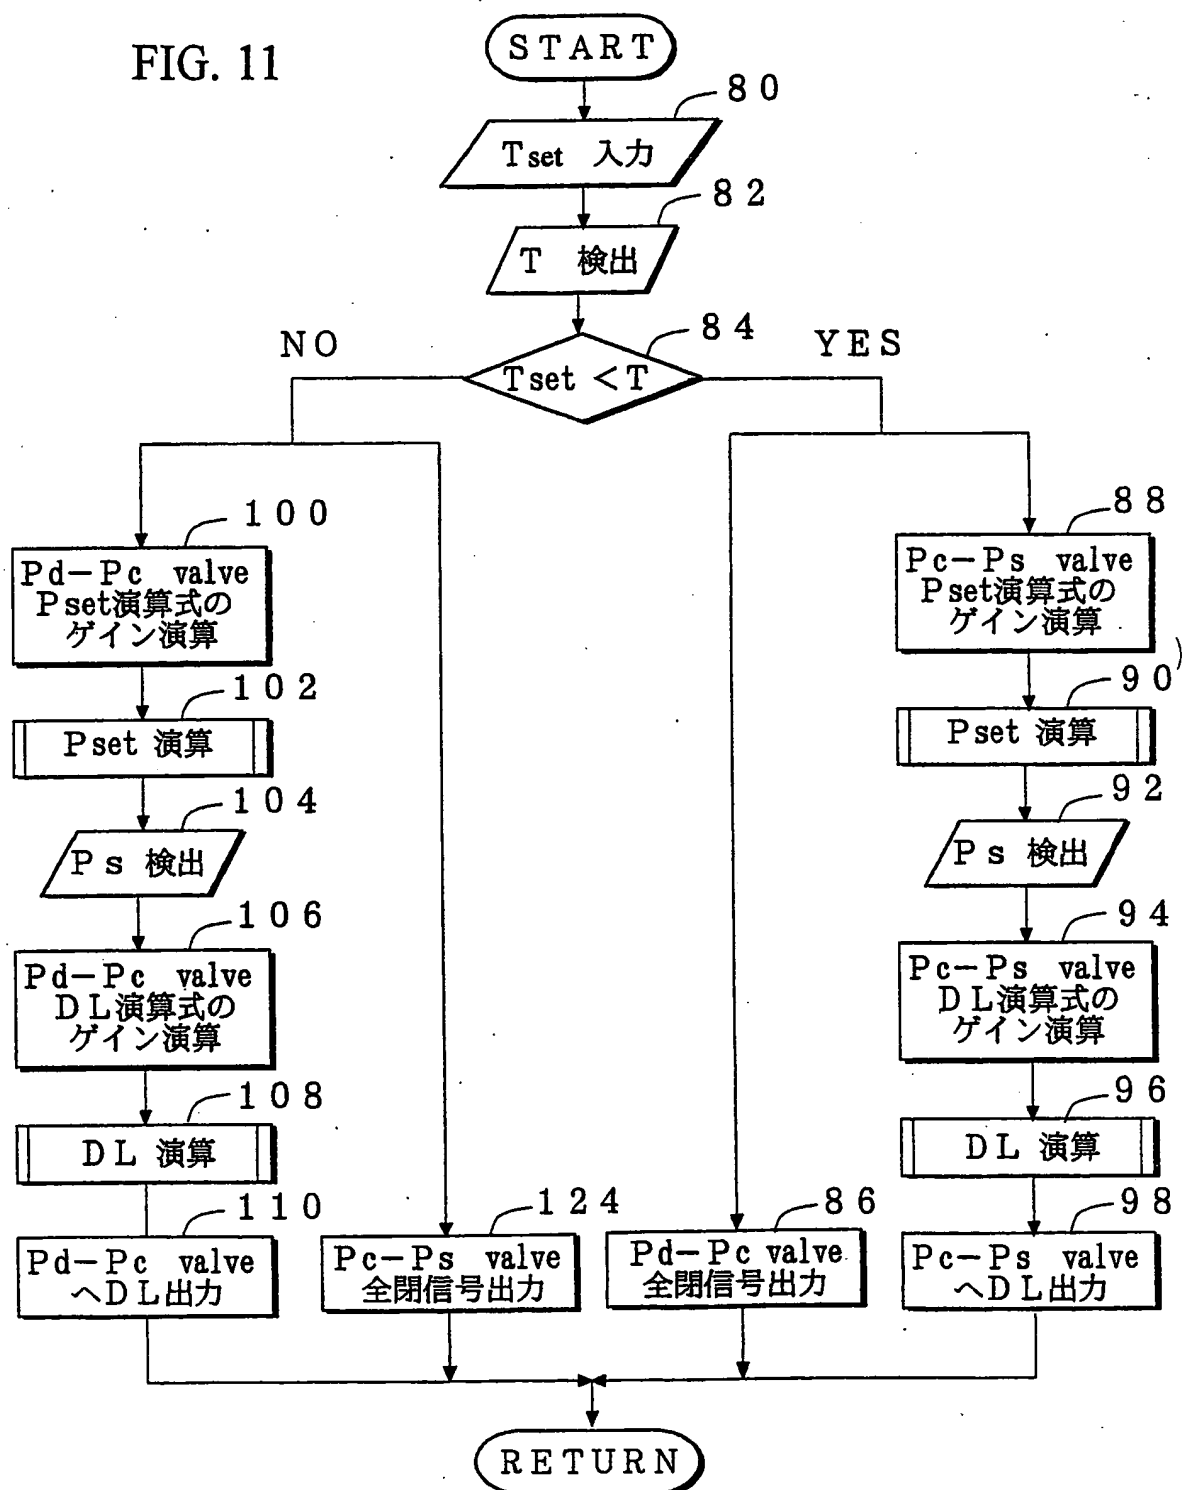 FIG. 11
START
80
Tset 入力
82
T 検出
84
NO
YES
Tset <T
100
Pd−Pc valve
Pset演算式の
ゲイン演算
102
Pset 演算
104
Ps 検出
106
Pd−Pc valve
DL演算式の
ゲイン演算
108
DL 演算
110
Pd−Pc valve
へDL出力
124
Pc−Ps valve
全閉信号出力
86
Pd−Pc valve
全閉信号出力
88
Pc−Ps valve
Pset演算式の
ゲイン演算
90
Pset 演算
92
Ps 検出
94
Pc−Ps valve
DL演算式の
ゲイン演算
96
DL 演算
98
Pc−Ps valve
へDL出力
RETURN